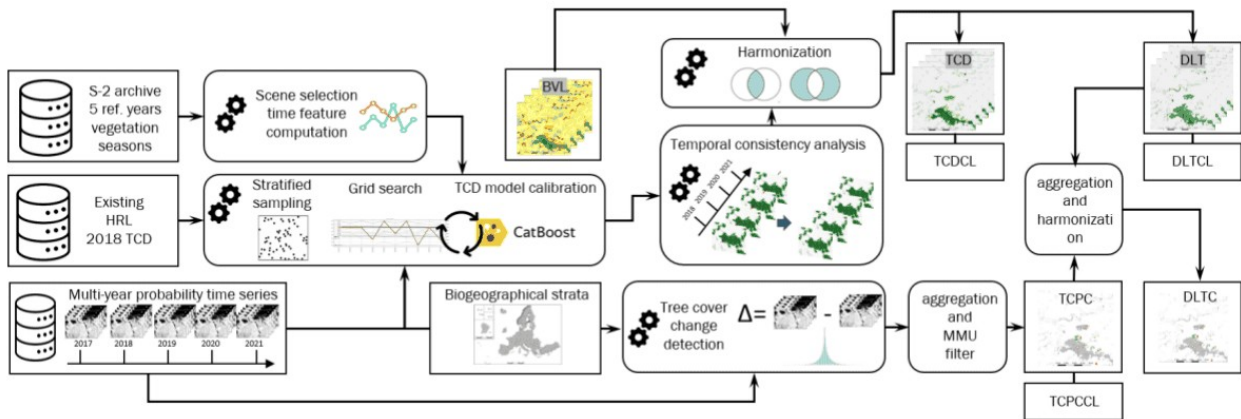 S-2 archive
5 ref. years
vegetation
seasons
Scene selection
time feature
computation
BVL
Harmonization
TCD
TCDCL
DLT
DLTCL
Existing
HRL
2018 TCD
Stratified
sampling
Grid search
TCD model calibration
CatBoost
Temporal consistency analysis
2018 2019 2020 2021
aggregation
and
harmonizati
on
Multi-year probability time series
2017 2018 2019 2020 2021
Biogeographical strata
Tree cover
change
detection
Δ= -
aggregation
and
MMU
filter
TCPC
TCPCCL
DLTC